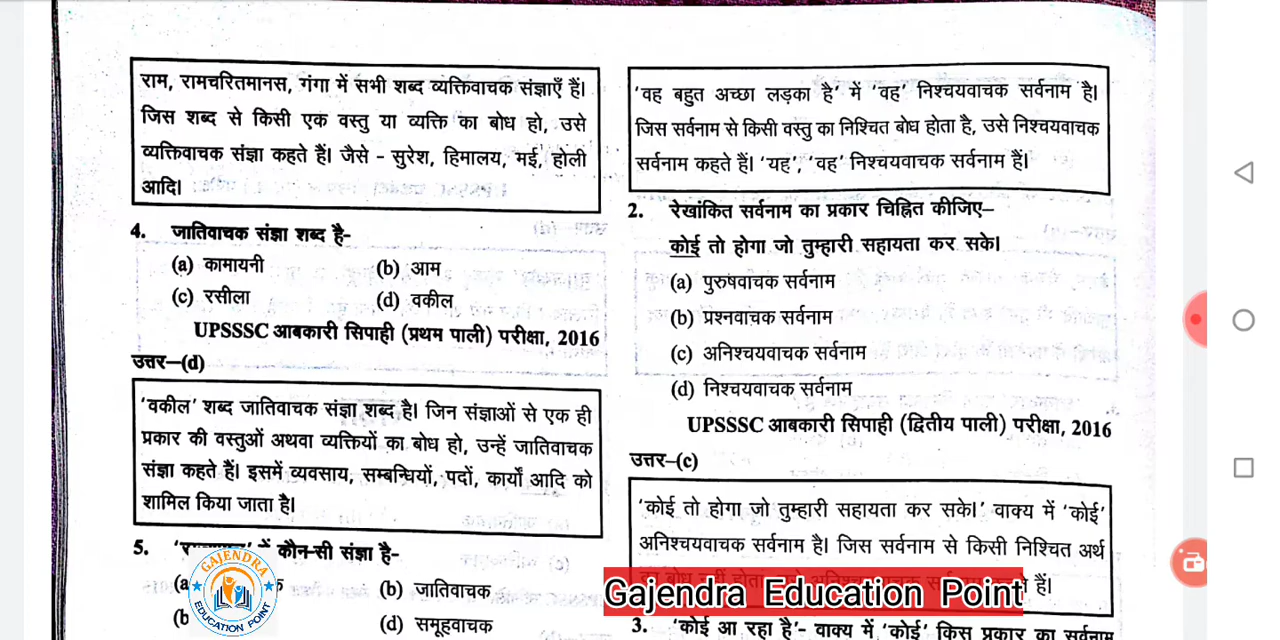 राम, रामचरितमानस, गंगा में सभी शब्द व्यक्तिवाचक संज्ञाएँ हैं।
जिस शब्द से किसी एक वस्तु या व्यक्ति का बोध हो, उसे
व्यक्तिवाचक संज्ञा कहते हैं। जैसे - सुरेश, हिमालय, मई, होली
आदि।
4. जातिवाचक संज्ञा शब्द है-
(a) कामायनी (b) आम
(c) रसीला (d) वकील
UPSSSC आबकारी सिपाही (प्रथम पाली) परीक्षा, 2016
उत्तर–(d)
'वकील' शब्द जातिवाचक संज्ञा शब्द है। जिन संज्ञाओं से एक ही
प्रकार की वस्तुओं अथवा व्यक्तियों का बोध हो, उन्हें जातिवाचक
संज्ञा कहते हैं। इसमें व्यवसाय, सम्बन्धियों, पदों, कार्यों आदि को
शामिल किया जाता है।
5. में कौन-सी संज्ञा है-
(a (b) जातिवाचक
(b (d) समूहवाचक
GAJENDRA
EDUCATION POINT
'वह बहुत अच्छा लड़का है' में 'वह' निश्चयवाचक सर्वनाम है।
जिस सर्वनाम से किसी वस्तु का निश्चित बोध होता है, उसे निश्चयवाचक
सर्वनाम कहते हैं। 'यह', 'वह' निश्चयवाचक सर्वनाम हैं।
2. रेखांकित सर्वनाम का प्रकार चिह्नित कीजिए–
कोई तो होगा जो तुम्हारी सहायता कर सके।
(a) पुरुषवाचक सर्वनाम
(b) प्रश्नवाचक सर्वनाम
(c) अनिश्चयवाचक सर्वनाम
(d) निश्चयवाचक सर्वनाम
UPSSSC आबकारी सिपाही (द्वितीय पाली) परीक्षा, 2016
उत्तर–(c)
'कोई तो होगा जो तुम्हारी सहायता कर सके।' वाक्य में 'कोई'
अनिश्चयवाचक सर्वनाम है। जिस सर्वनाम से किसी निश्चित अर्थ
हैं।
Gajendra Education Point
3. 'कोई आ रहा है'- वाक्य में 'कोई' किस प्रकार का सर्वनाम